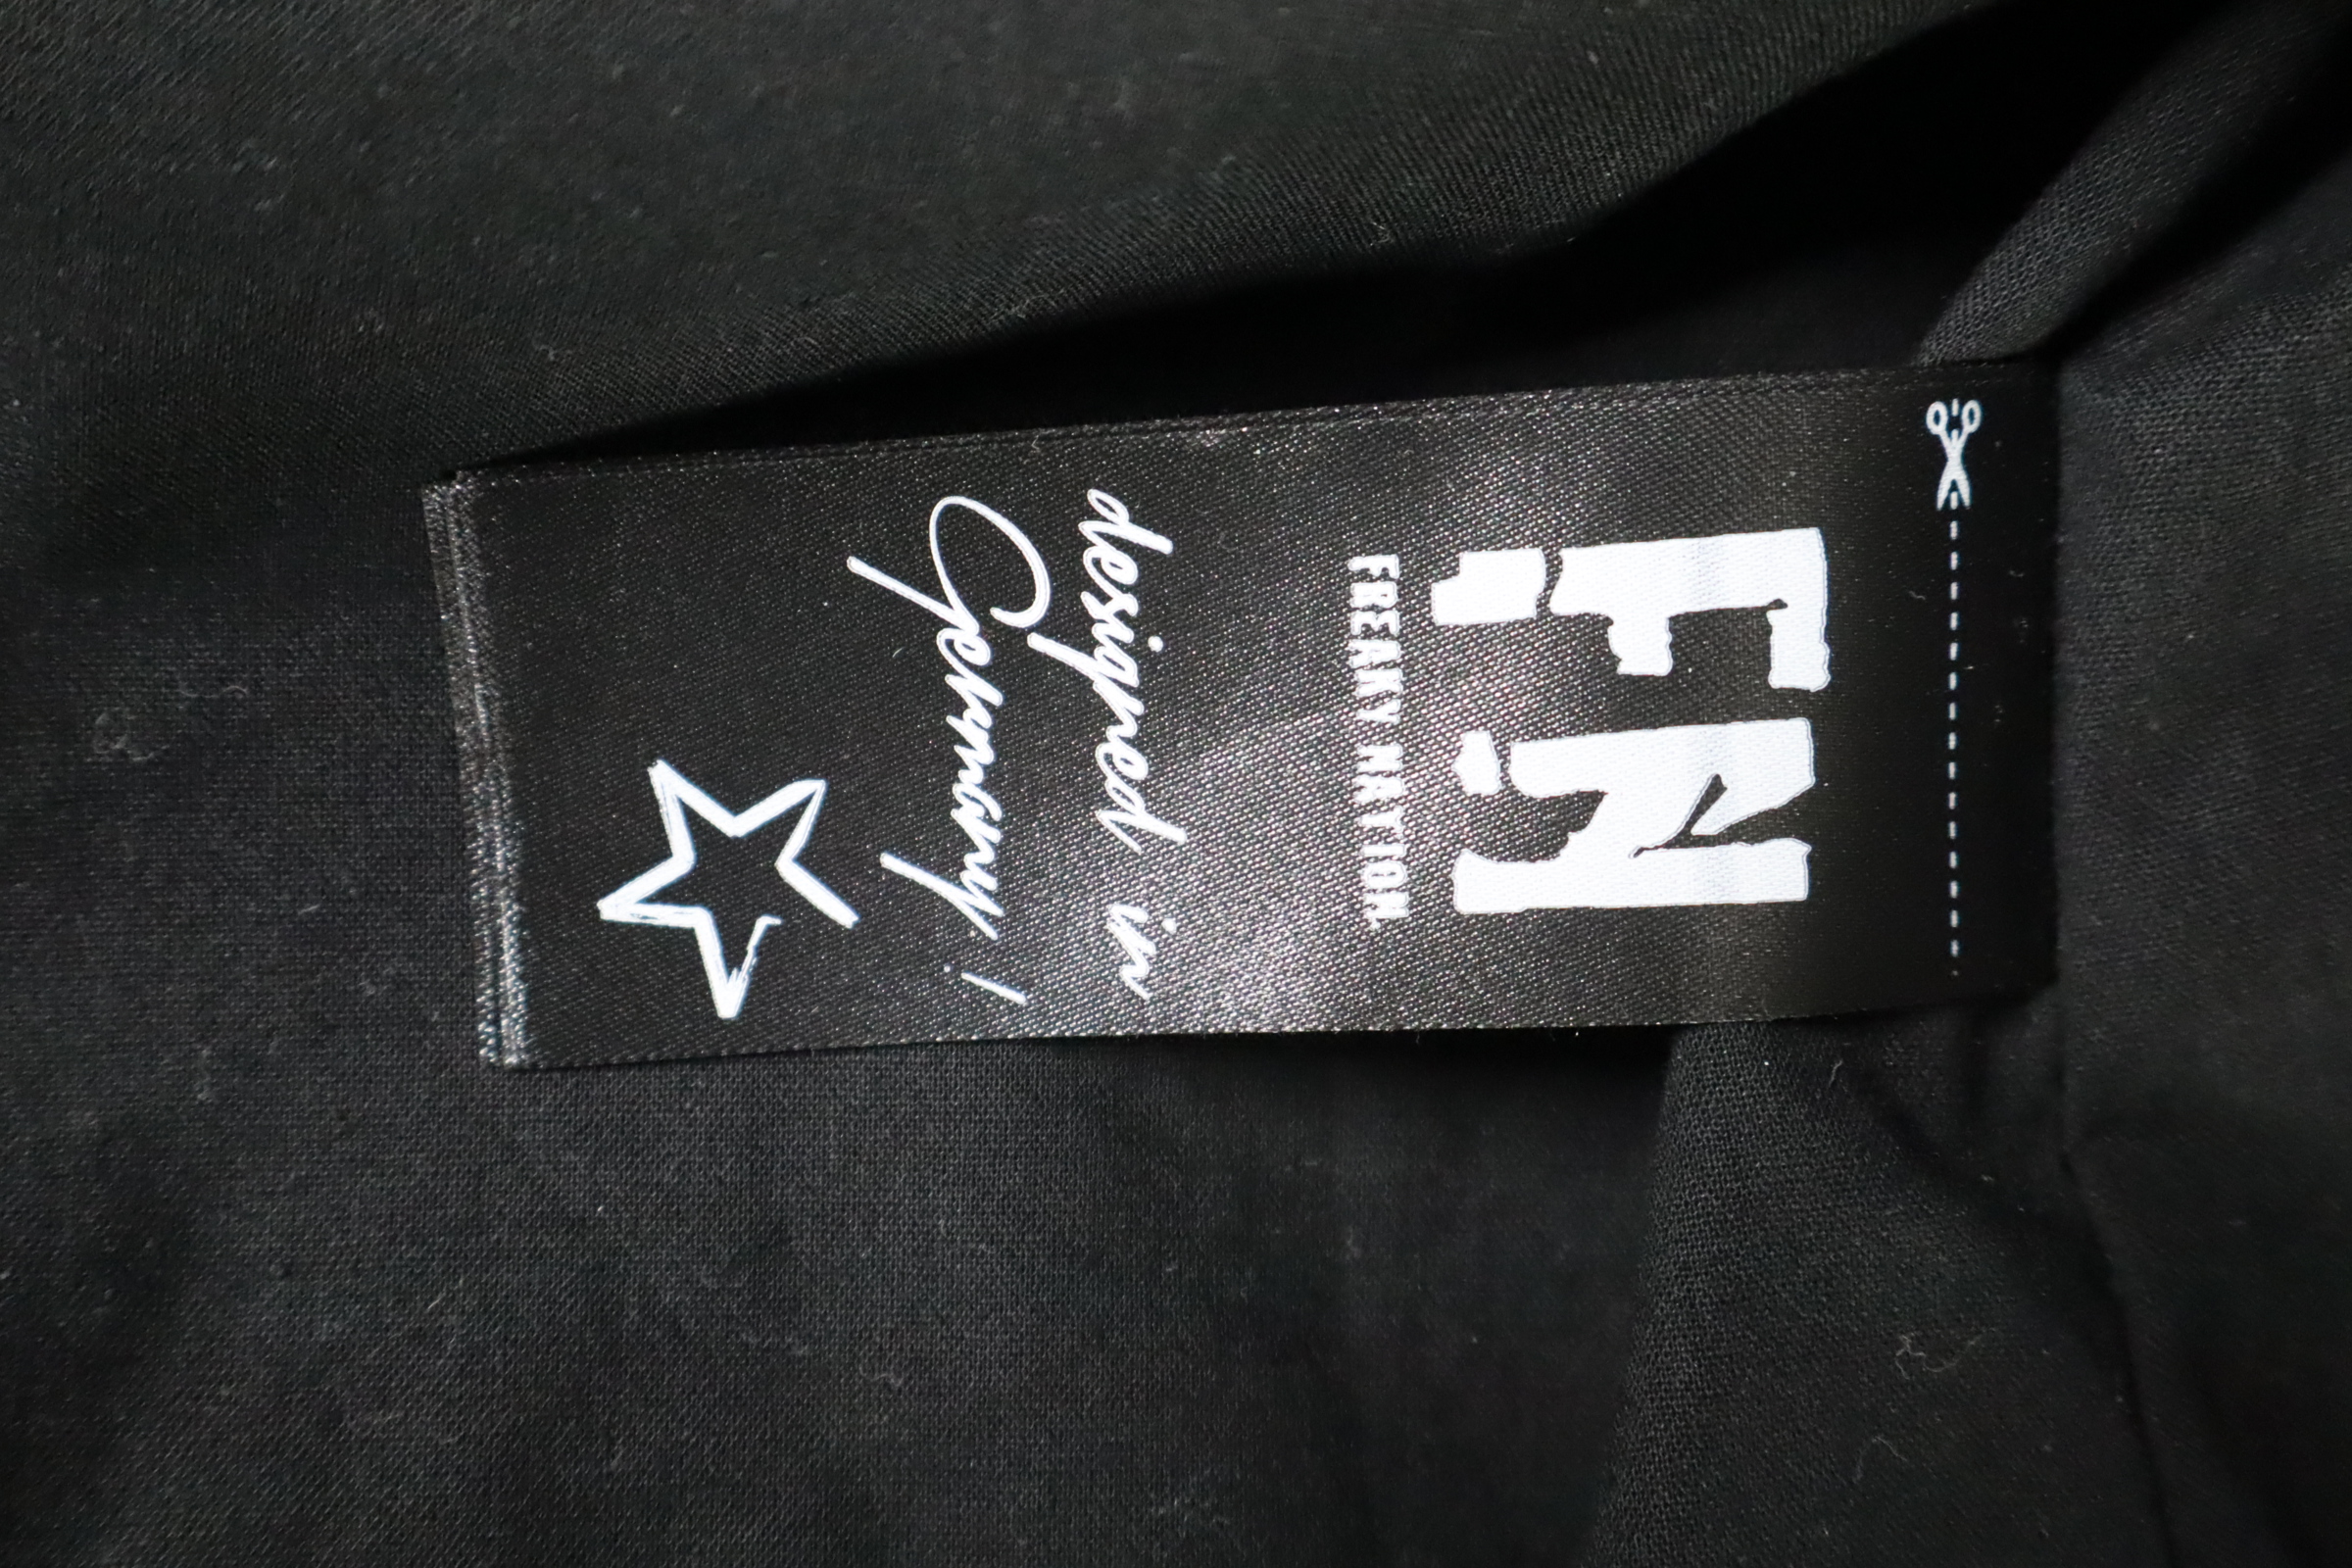 FN
FREAKY NATION
designed in
Germany!